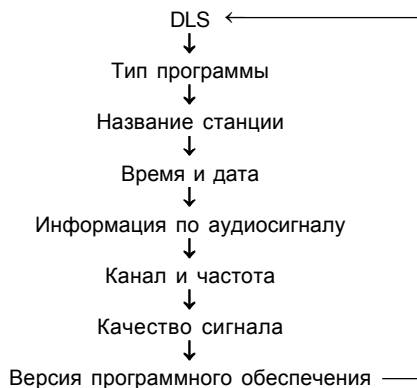 DLS
Тип программы
Название станции
Время и дата
Информация по аудиосигналу
Канал и частота
Качество сигнала
Версия программного обеспечения